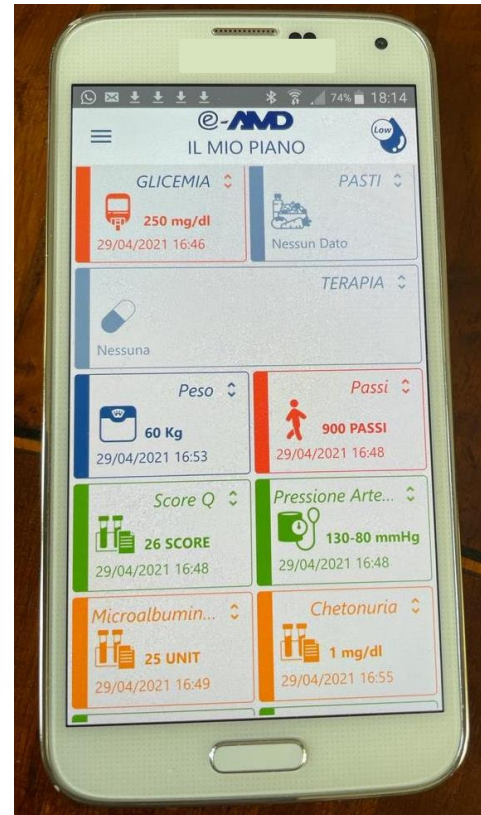 74% 18:14
e-AMD
Low
IL MIO PIANO
GLICEMIA
250 mg/dl
29/04/2021 16:46
PASTI
Nessun Dato
TERAPIA
Nessuna
Peso
W
60 Kg
29/04/2021 16:53
Passi
900 PASSI
29/04/2021 16:48
Score Q
26 SCORE
29/04/2021 16:48
Pressione Arte...
130-80 mmHg
29/04/2021 16:48
Microalbumin...
25 UNIT
29/04/2021 16:49
Chetonuria
1 mg/dl
29/04/2021 16:55